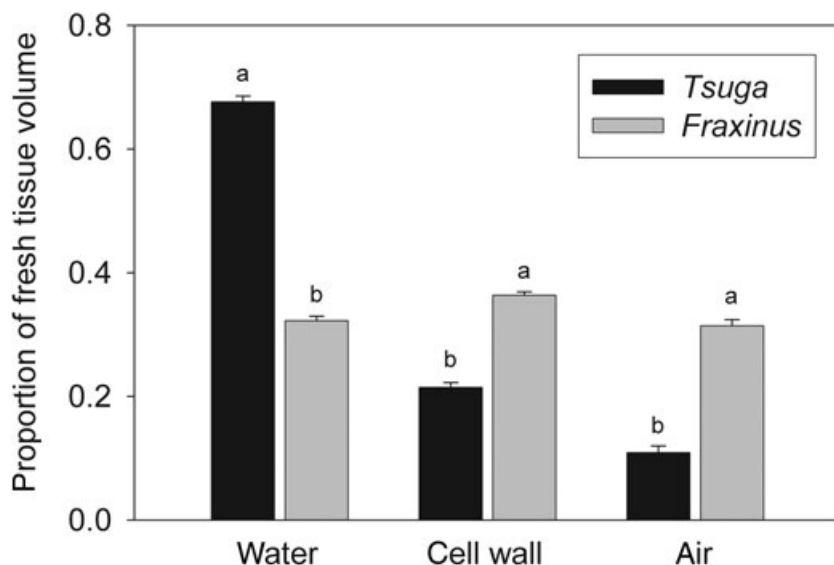 Proportion of fresh tissue volume
0.8
0.6
0.4
0.2
0.0
a
b
b
a
b
a
Tsuga
Fraxinus
Water Cell wall Air